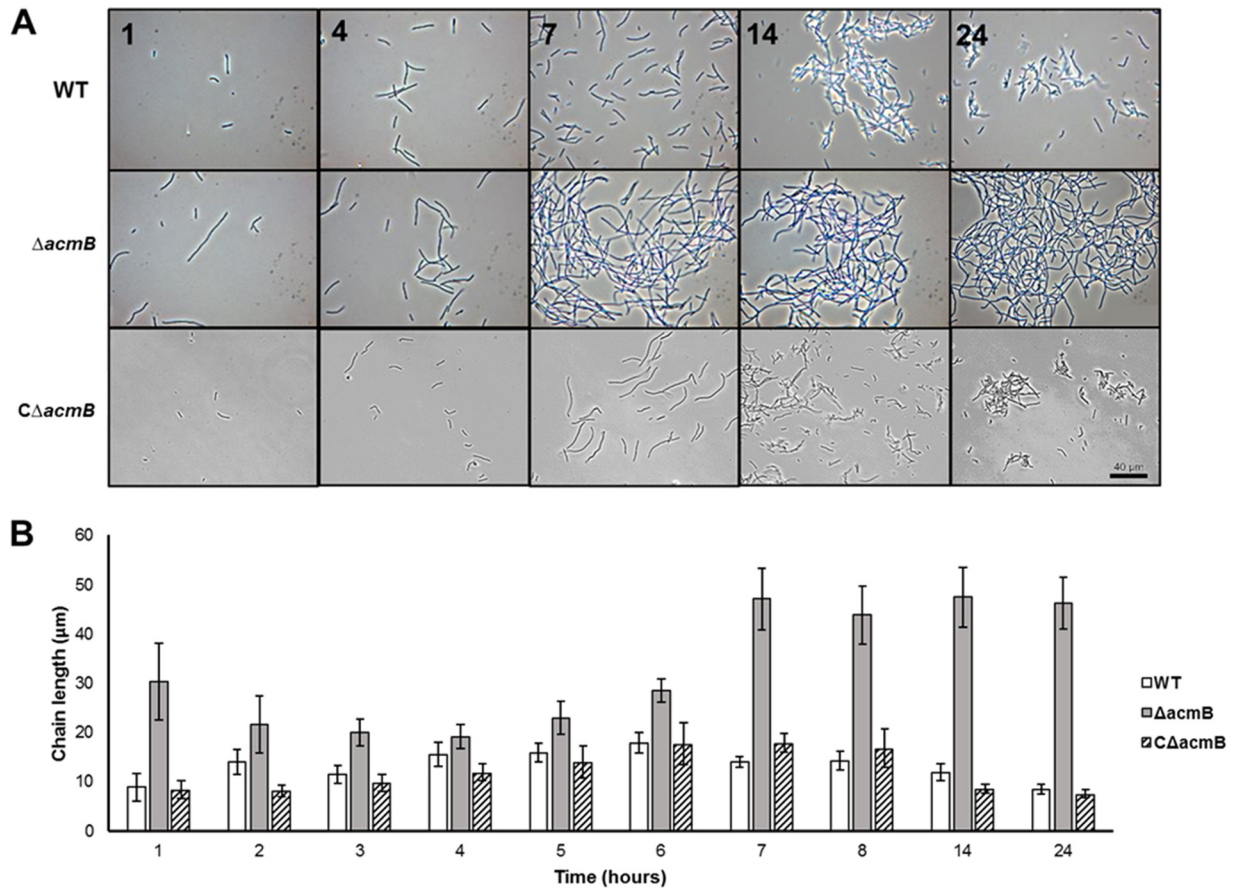 A
1 4 7 14 24
WT
ΔacmB
CΔacmB
40 µm
B
Chain length (µm)
60
50
40
30
20
10
0
1 2 3 4 5 6 7 8 14 24
Time (hours)
WT
ΔacmB
CΔacmB